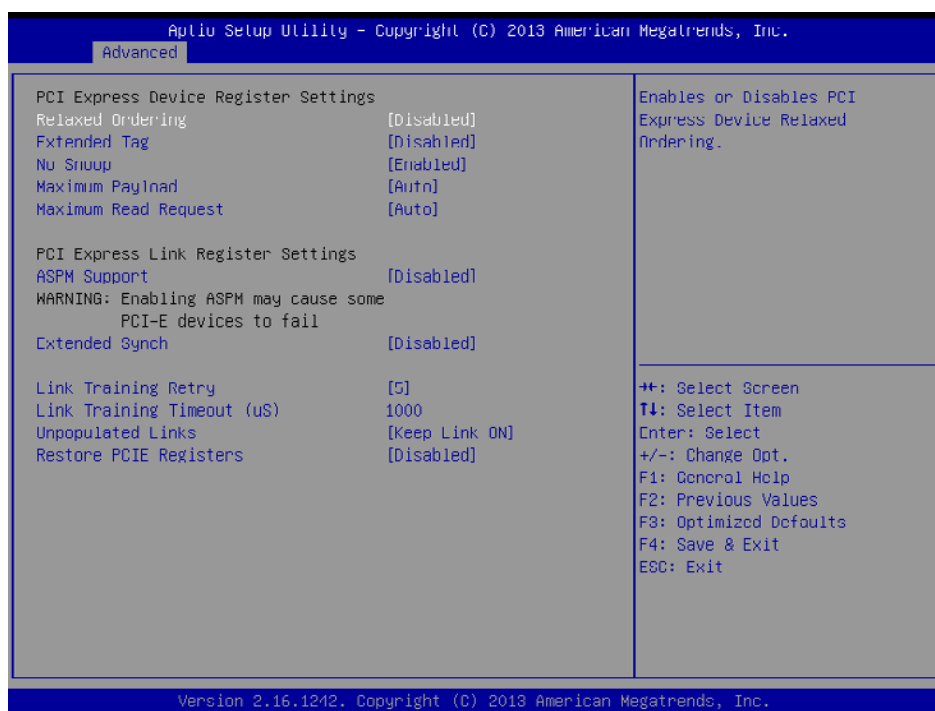 Aptio Setup Utility - Copyright (C) 2013 American Megatrends, Inc.
Advanced
PCI Express Device Register Settings
Relaxed Ordering [Disabled]
Extended Tag [Disabled]
No Snoop [Enabled]
Maximum Payload [Auto]
Maximum Read Request [Auto]
PCI Express Link Register Settings
ASPM Support [Disabled]
WARNING: Enabling ASPM may cause some
PCI-E devices to fail
Extended Synch [Disabled]
Link Training Retry [5]
Link Training Timeout (uS) 1000
Unpopulated Links [Keep Link ON]
Restore PCIE Registers [Disabled]
Enables or Disables PCI
Express Device Relaxed
Ordering.
→←: Select Screen
↑↓: Select Item
Enter: Select
+/-: Change Opt.
F1: General Help
F2: Previous Values
F3: Optimized Defaults
F4: Save & Exit
ESC: Exit
Version 2.16.1242. Copyright (C) 2013 American Megatrends, Inc.